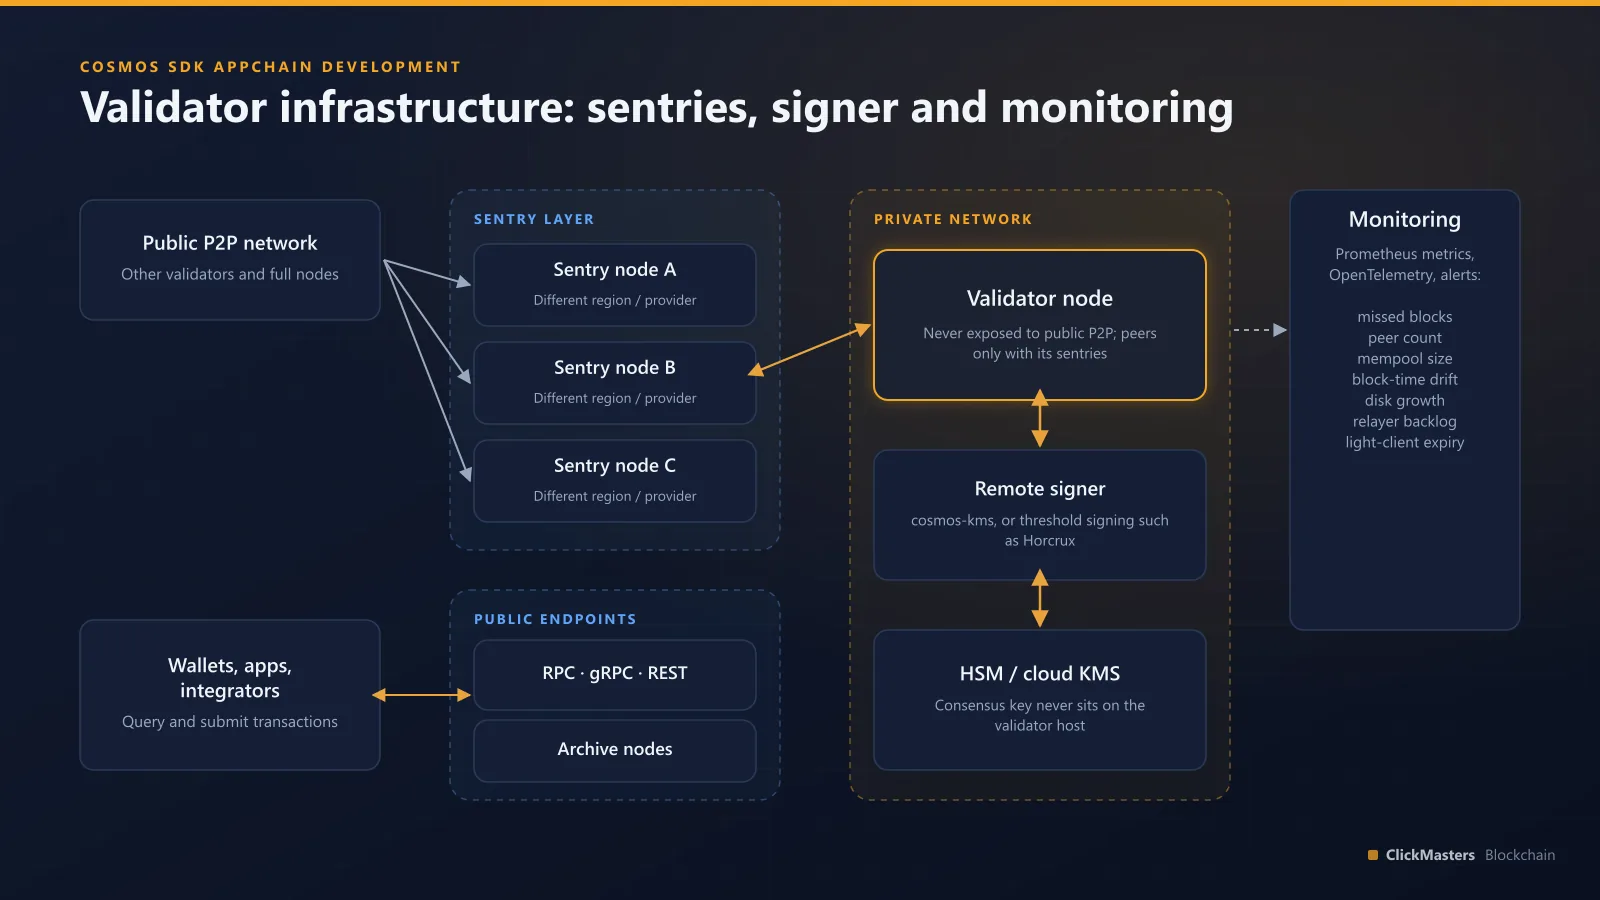 COSMOS SDK APPCHAIN DEVELOPMENT
Validator infrastructure: sentries, signer and monitoring
Public P2P network
Other validators and full nodes
SENTRY LAYER
Sentry node A
Different region / provider
Sentry node B
Different region / provider
Sentry node C
Different region / provider
PRIVATE NETWORK
Validator node
Never exposed to public P2P; peers
only with its sentries
Remote signer
cosmos-kms, or threshold signing such
as Horcrux
HSM / cloud KMS
Consensus key never sits on the
validator host
Monitoring
Prometheus metrics,
OpenTelemetry, alerts:
missed blocks
peer count
mempool size
block-time drift
disk growth
relayer backlog
light-client expiry
Wallets, apps,
integrators
Query and submit transactions
PUBLIC ENDPOINTS
RPC · gRPC · REST
Archive nodes
ClickMasters Blockchain